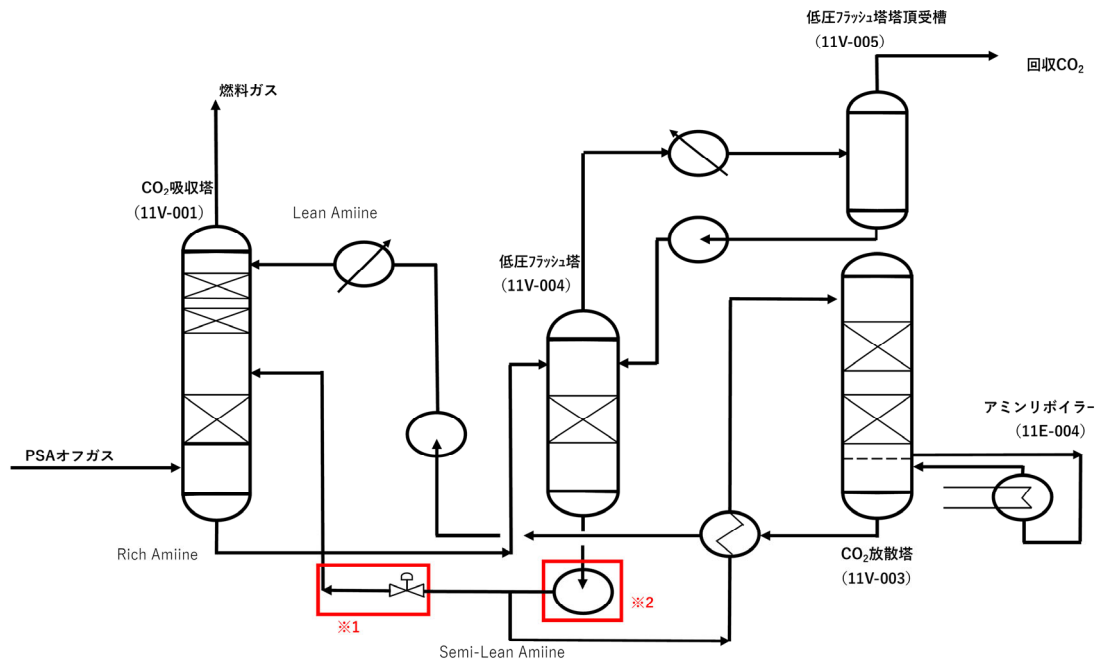 低圧フラッシュ塔塔頂受槽
（11V-005）
回収CO₂
燃料ガス
CO₂吸収塔
（11V-001）
Lean Amiine
低圧フラッシュ塔
（11V-004）
アミンリボイラー
（11E-004）
PSAオフガス
Rich Amiine
CO₂放散塔
（11V-003）
※1
※2
Semi-Lean Amiine